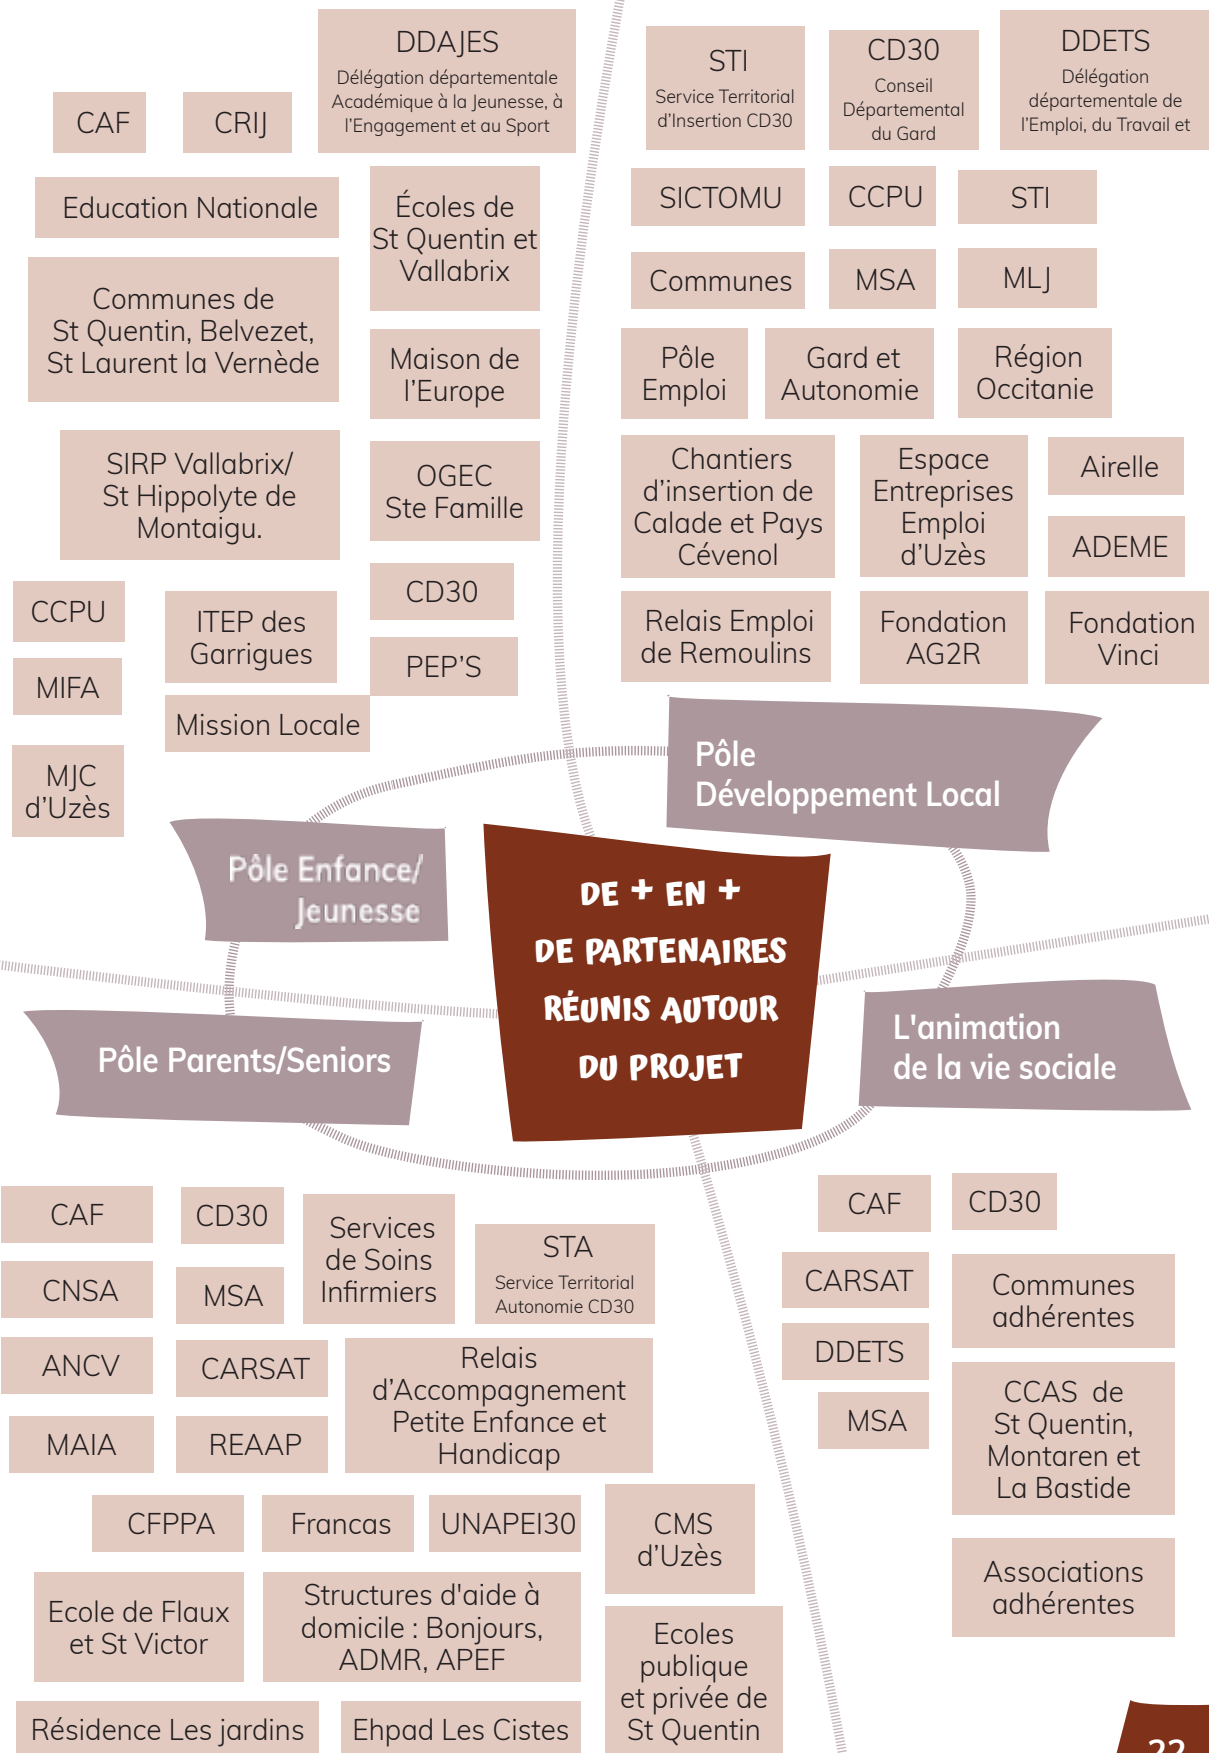 DDAJES
Délégation départementale
Académique à la Jeunesse, à
l’Engagement et au Sport
CAF
CRIJ
Education Nationale
Écoles de
St Quentin et
Vallabrix
Communes de
St Quentin, Belvezet,
St Laurent la Vernède
Maison de
l’Europe
SIRP Vallabrix/
St Hippolyte de
Montaigu.
OGEC
Ste Famille
CCPU
ITEP des
Garrigues
CD30
MIFA
PEP’S
Mission Locale
MJC
d’Uzès
Pôle Enfance/
Jeunesse
STI
Service Territorial
d’Insertion CD30
CD30
Conseil
Départemental
du Gard
DDETS
Délégation
départementale de
l’Emploi, du Travail et
SICTOMU
CCPU
STI
Communes
MSA
MLJ
Pôle
Emploi
Gard et
Autonomie
Région
Occitanie
Chantiers
d’insertion de
Calade et Pays
Cévenol
Espace
Entreprises
Emploi
d’Uzès
Airelle
ADEME
Relais Emploi
de Remoulins
Fondation
AG2R
Fondation
Vinci
Pôle
Développement Local
DE + EN +
DE PARTENAIRES
RÉUNIS AUTOUR
DU PROJET
Pôle Parents/Seniors
L'animation
de la vie sociale
CAF
CD30
Services
de Soins
Infirmiers
STA
Service Territorial
Autonomie CD30
CNSA
MSA
ANCV
CARSAT
Relais
d’Accompagnement
Petite Enfance et
Handicap
MAIA
REAAP
CFPPA
Francas
UNAPEI30
CMS
d’Uzès
Ecole de Flaux
et St Victor
Structures d'aide à
domicile : Bonjours,
ADMR, APEF
Ecoles
publique
et privée de
St Quentin
Résidence Les jardins
Ehpad Les Cistes
CAF
CD30
CARSAT
Communes
adhérentes
DDETS
MSA
CCAS  de
St Quentin,
Montaren et
La Bastide
Associations
adhérentes
22